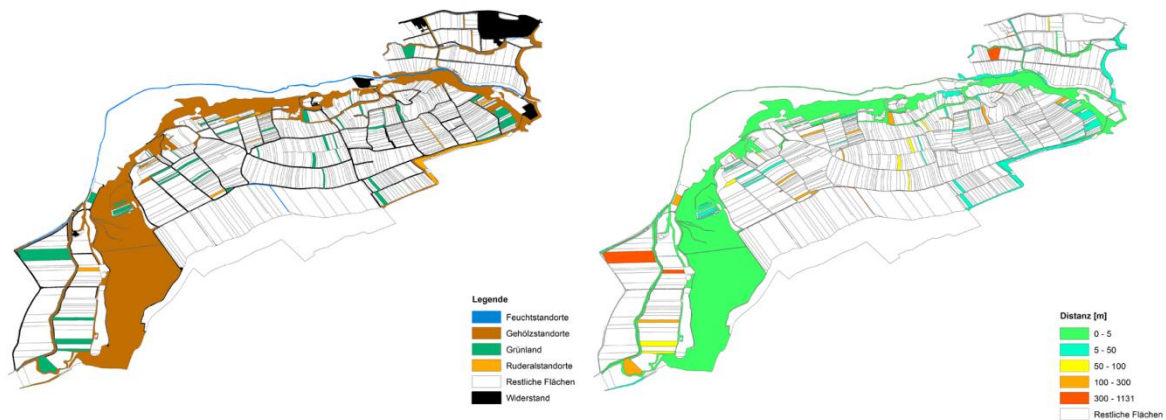 Legende
Feuchtstandorte
Gehölzstandorte
Grünland
Ruderalstandorte
Restliche Flächen
Widerstand
Distanz [m]
0 - 5
5 - 50
50 - 100
100 - 300
300 - 1131
Restliche Flächen